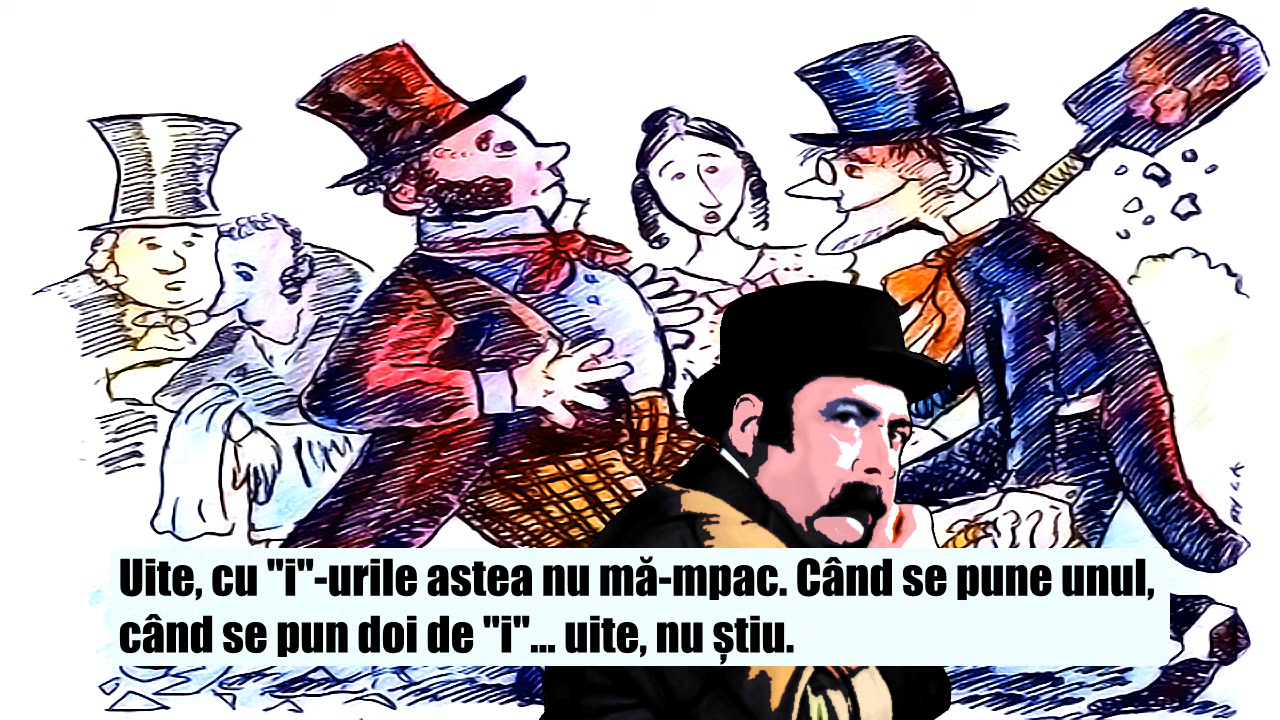 Uite, cu "i"-urile astea nu mă-mpac. Când se pune unul,
când se pun doi de "i"... uite, nu știu.